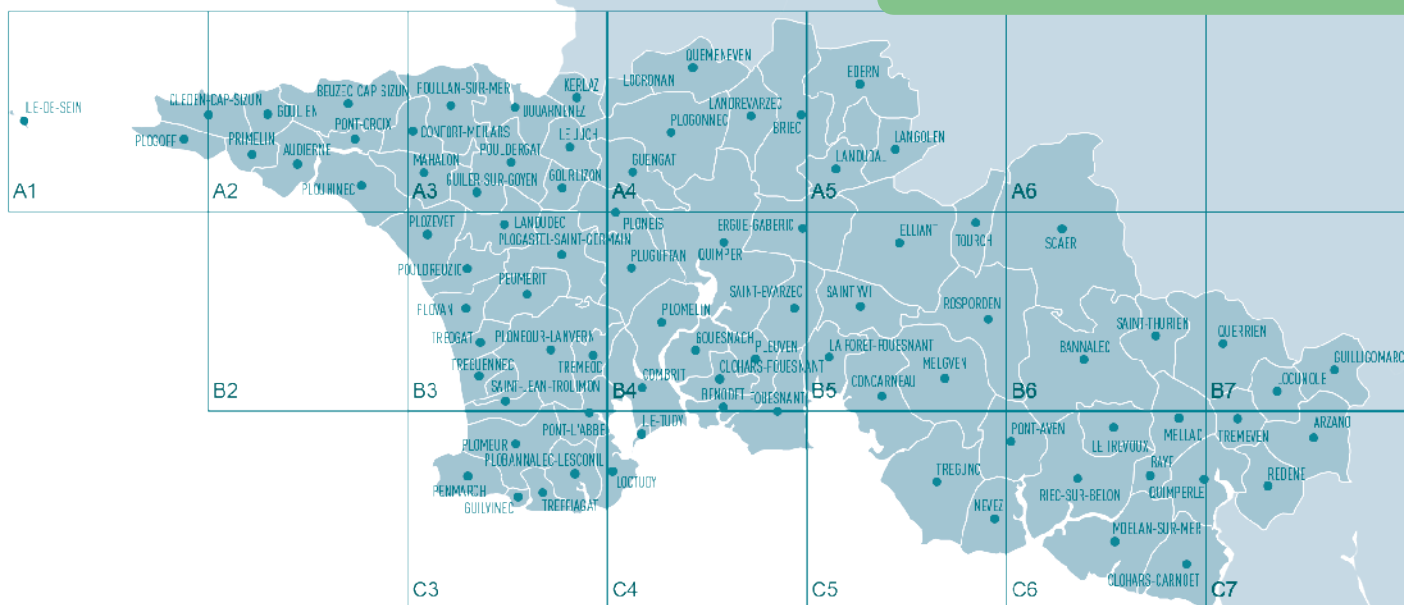 QUEMENEVEN
EDERN
LOCRONAN
BEUZEC-CAP-SIZUN
POULLAN-SUR-MER
KERLAZ
CLEDEN-CAP-SIZUN
GOULIEN
DOUARNENEZ
LANDREVARZEC
ILE-DE-SEIN
PLOGOFF
PRIMELIN
PONT-CROIX
CONFORT-MEILARS
LE JUCH
PLOGONNEC
BRIEC
LANGOLEN
AUDIERNE
MAHALON
POULDERGAT
GUENGAT
LANDUDAL
PLOUHINEC
GUILER-SUR-GOYEN
GOURLIZON
A1
A2
A3
A4
A5
A6
PLOZEVET
LANDUDEC
PLONEIS
ERGUE-GABERIC
ELLIANT
TOURCH
SCAER
PLOGASTEL-SAINT-GERMAIN
QUIMPER
POULDREUZIC
PEUMERIT
PLUGUFFAN
PLOVAN
PLOMELIN
SAINT-EVARZEC
SAINT YVI
ROSPORDEN
TREOGAT
PLONEOUR-LANVERN
GOUESNACH
PLEUVEN
LA FORET-FOUESNANT
BANNALEC
SAINT-THURIEN
QUERRIEN
GUILLIGOMARC
TREGUENNEC
TREMEOC
CLOHARS-FOUESNANT
MELGVEN
SAINT-JEAN-TROLIMON
COMBRIT
BENODET
FOUESNANT
CONCARNEAU
LOCUNOLE
B2
B3
B4
B5
B6
B7
PONT-L'ABBE
ILE-TUDY
PONT-AVEN
LE TREVOUX
MELLAC
TREMEVEN
ARZANO
PLOMEUR
PLOBANNALEC-LESCONIL
LOCTUDY
TREGUNC
BAYE
REDENE
PENMARCH
GUILVINEC
TREFFIAGAT
NEVEZ
RIEC-SUR-BELON
QUIMPERLE
MOELAN-SUR-MER
CLOHARS-CARNOET
C3
C4
C5
C6
C7